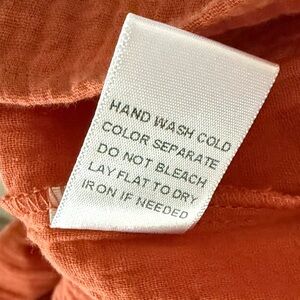 HAND WASH COLD
COLOR SEPARATE
DO NOT BLEACH
LAY FLAT TO DRY
IRON IF NEEDED